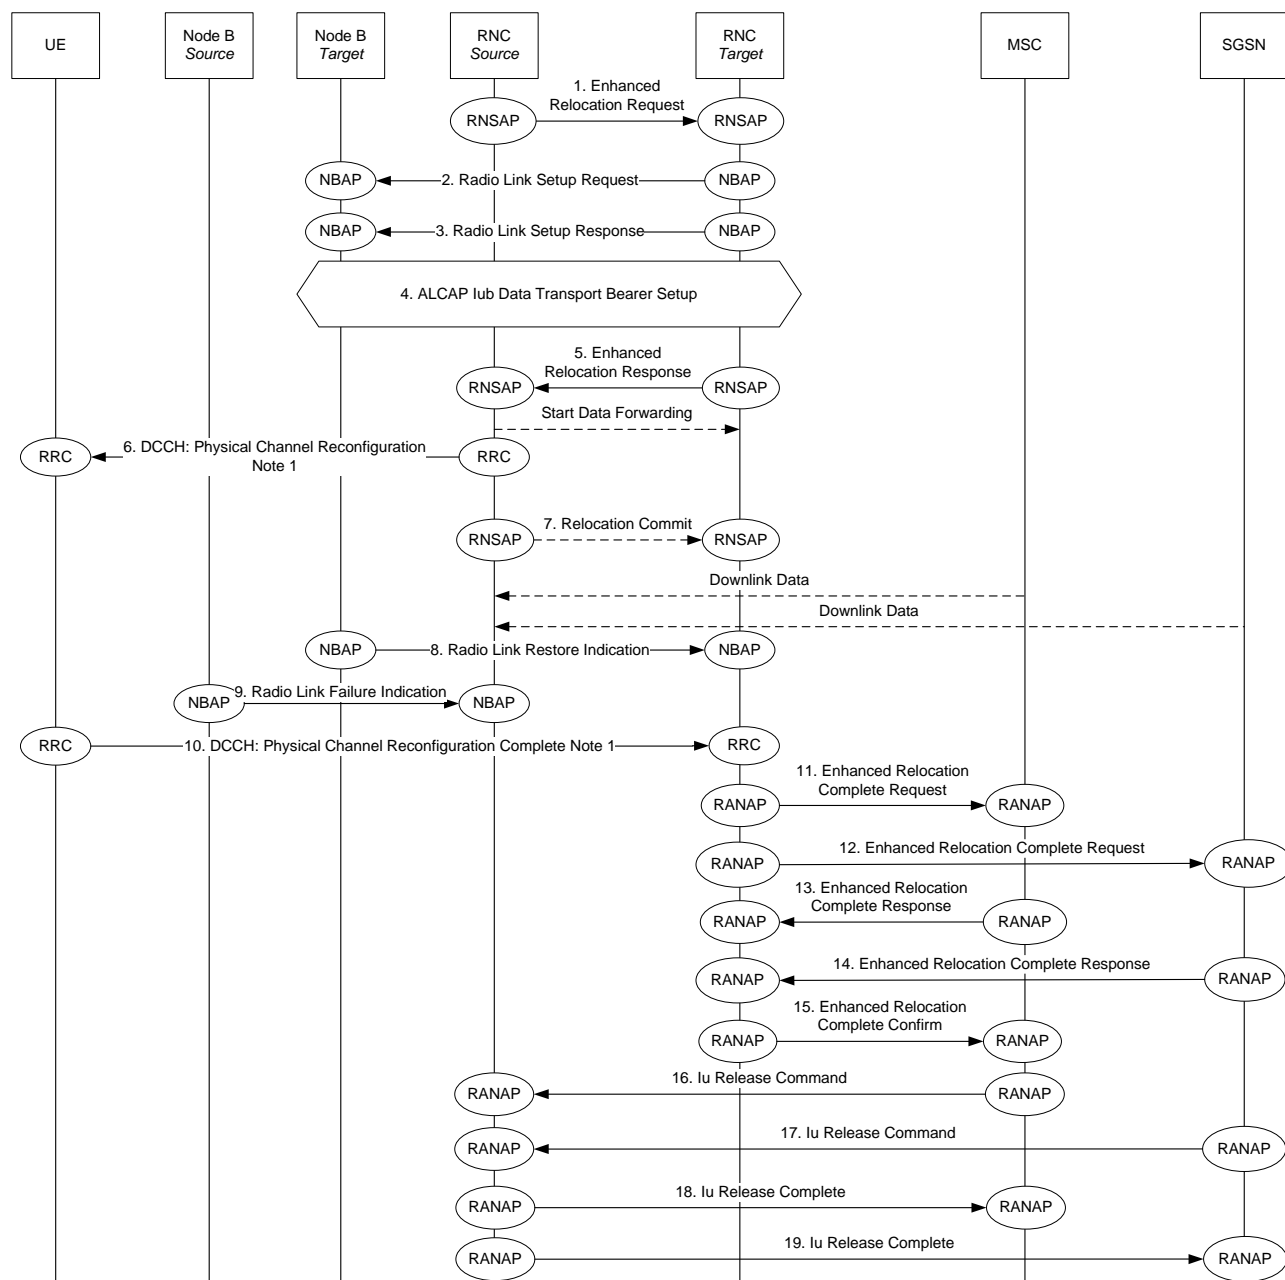 UE
Node B
Source
Node B
Target
RNC
Source
RNC
Target
MSC
SGSN
1. Enhanced
Relocation Request
RNSAP
RNSAP
NBAP
2. Radio Link Setup Request
NBAP
NBAP
3. Radio Link Setup Response
NBAP
4. ALCAP Iub Data Transport Bearer Setup
5. Enhanced
Relocation Response
RNSAP
RNSAP
Start Data Forwarding
6. DCCH: Physical Channel Reconfiguration
Note 1
RRC
RRC
7. Relocation Commit
RNSAP
RNSAP
Downlink Data
Downlink Data
NBAP
8. Radio Link Restore Indication
NBAP
9. Radio Link Failure Indication
NBAP
NBAP
RRC
10. DCCH: Physical Channel Reconfiguration Complete Note 1
RRC
11. Enhanced Relocation
Complete Request
RANAP
RANAP
12. Enhanced Relocation Complete Request
RANAP
RANAP
13. Enhanced Relocation
Complete Response
RANAP
RANAP
14. Enhanced Relocation Complete Response
RANAP
RANAP
15. Enhanced Relocation
Complete Confirm
RANAP
RANAP
16. Iu Release Command
RANAP
RANAP
17. Iu Release Command
RANAP
RANAP
18. Iu Release Complete
RANAP
RANAP
19. Iu Release Complete
RANAP
RANAP